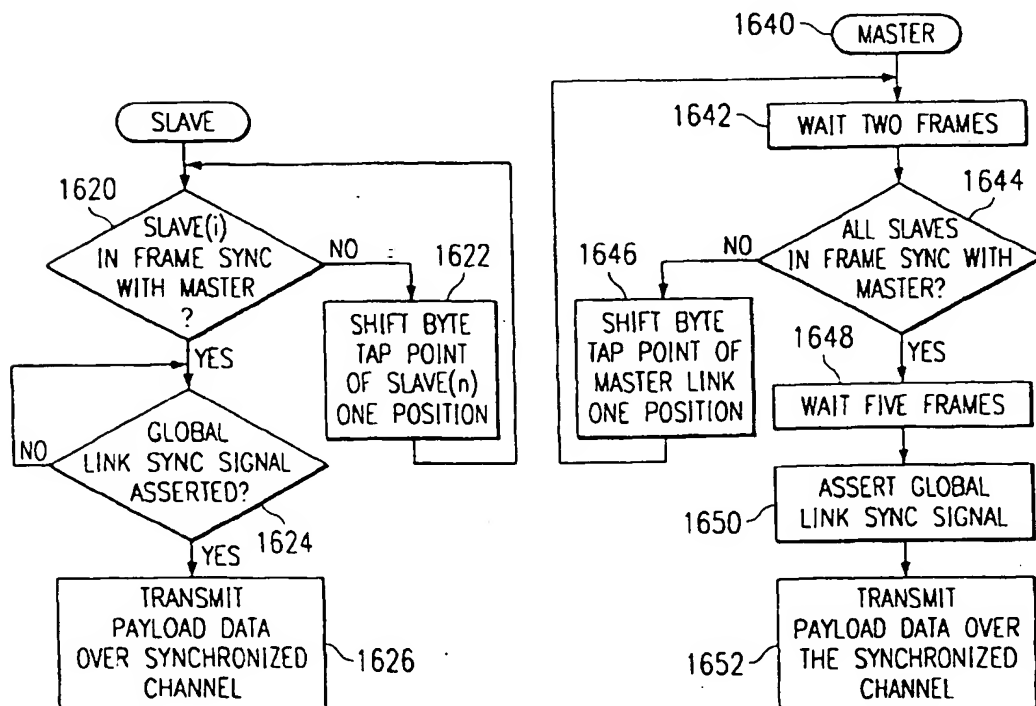 SLAVE
1620
SLAVE(i)
IN FRAME SYNC
WITH MASTER
?
NO
1622
SHIFT BYTE
TAP POINT
OF SLAVE(n)
ONE POSITION
YES
GLOBAL
LINK SYNC SIGNAL
ASSERTED?
NO
1624
YES
TRANSMIT
PAYLOAD DATA
OVER SYNCHRONIZED
CHANNEL
1626
1640
MASTER
1642
WAIT TWO FRAMES
1644
ALL SLAVES
IN FRAME SYNC WITH
MASTER?
NO
1646
SHIFT BYTE
TAP POINT OF
MASTER LINK
ONE POSITION
YES
1648
WAIT FIVE FRAMES
1650
ASSERT GLOBAL
LINK SYNC SIGNAL
1652
TRANSMIT
PAYLOAD DATA OVER
THE SYNCHRONIZED
CHANNEL